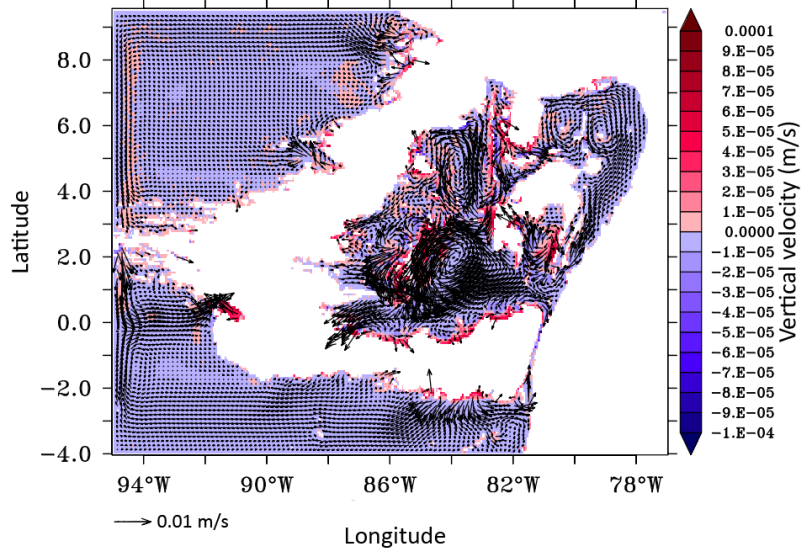 8.0
6.0
4.0
2.0
0.0
−2.0
−4.0
Latitude
94°W
90°W
86°W
82°W
78°W
0.01 m/s
Longitude
0.0001
9.E-05
8.E-05
7.E-05
6.E-05
5.E-05
4.E-05
3.E-05
2.E-05
1.E-05
0.0000
-1.E-05
-2.E-05
-3.E-05
-4.E-05
-5.E-05
-6.E-05
-7.E-05
-8.E-05
-9.E-05
-1.E-04
Vertical velocity (m/s)